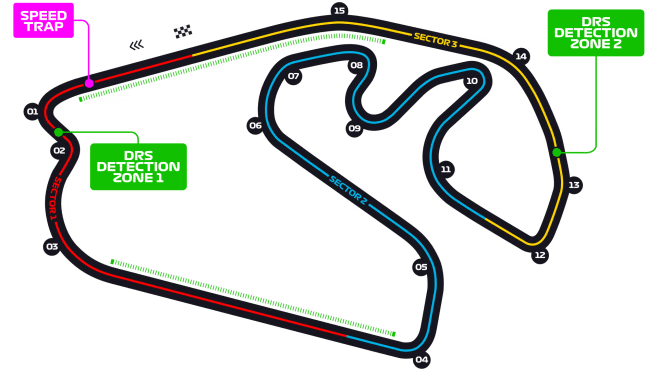 SPEED
TRAP
15
DRS
DETECTION
ZONE 2
SECTOR 3
14
08
07
10
01
09
06
02
DRS
DETECTION
ZONE 1
11
13
SECTOR 1
SECTOR 2
03
12
05
04